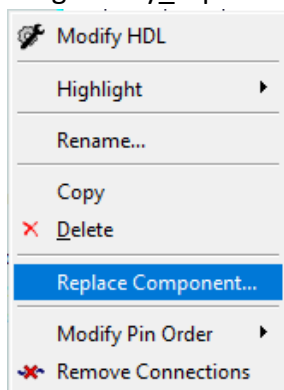 Modify HDL
Highlight
Rename...
Copy
Delete
Replace Component...
Modify Pin Order
Remove Connections